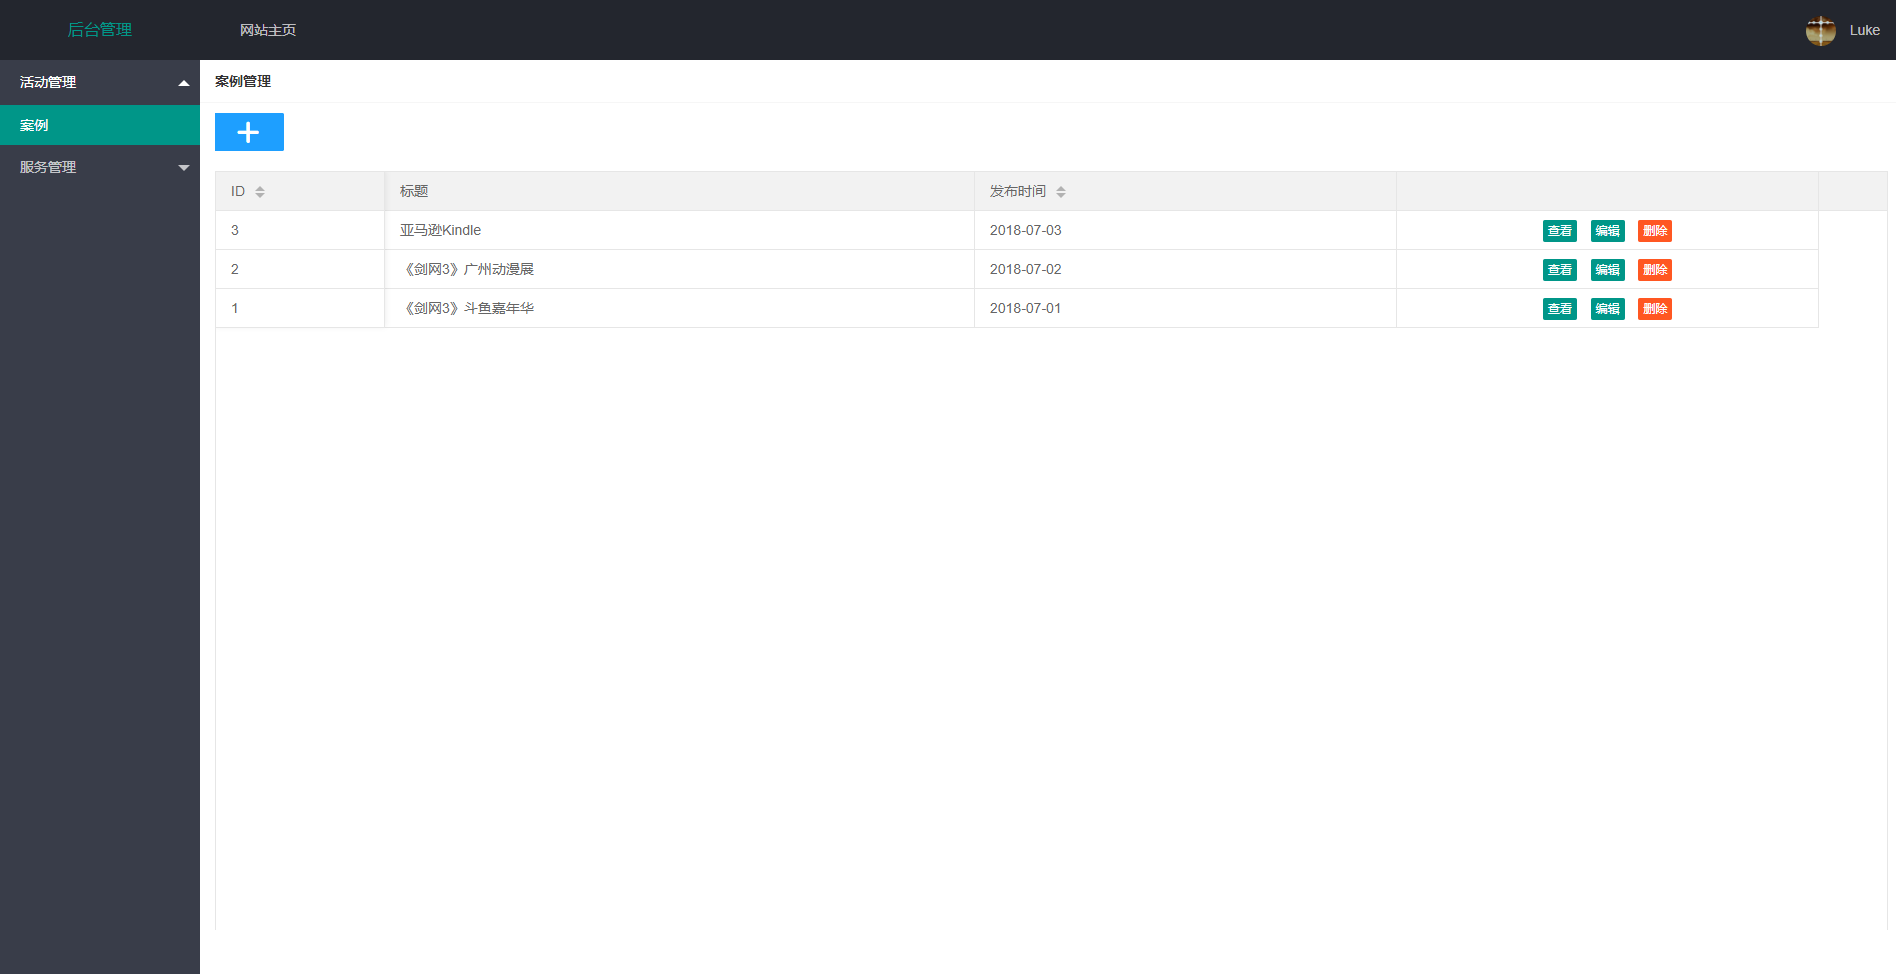 后台管理 网站主页 Luke
活动管理
案例
服务管理
案例管理
ID 标题 发布时间
3 亚马逊Kindle 2018-07-03 查看 编辑 删除
2 《剑网3》广州动漫展 2018-07-02 查看 编辑 删除
1 《剑网3》斗鱼嘉年华 2018-07-01 查看 编辑 删除